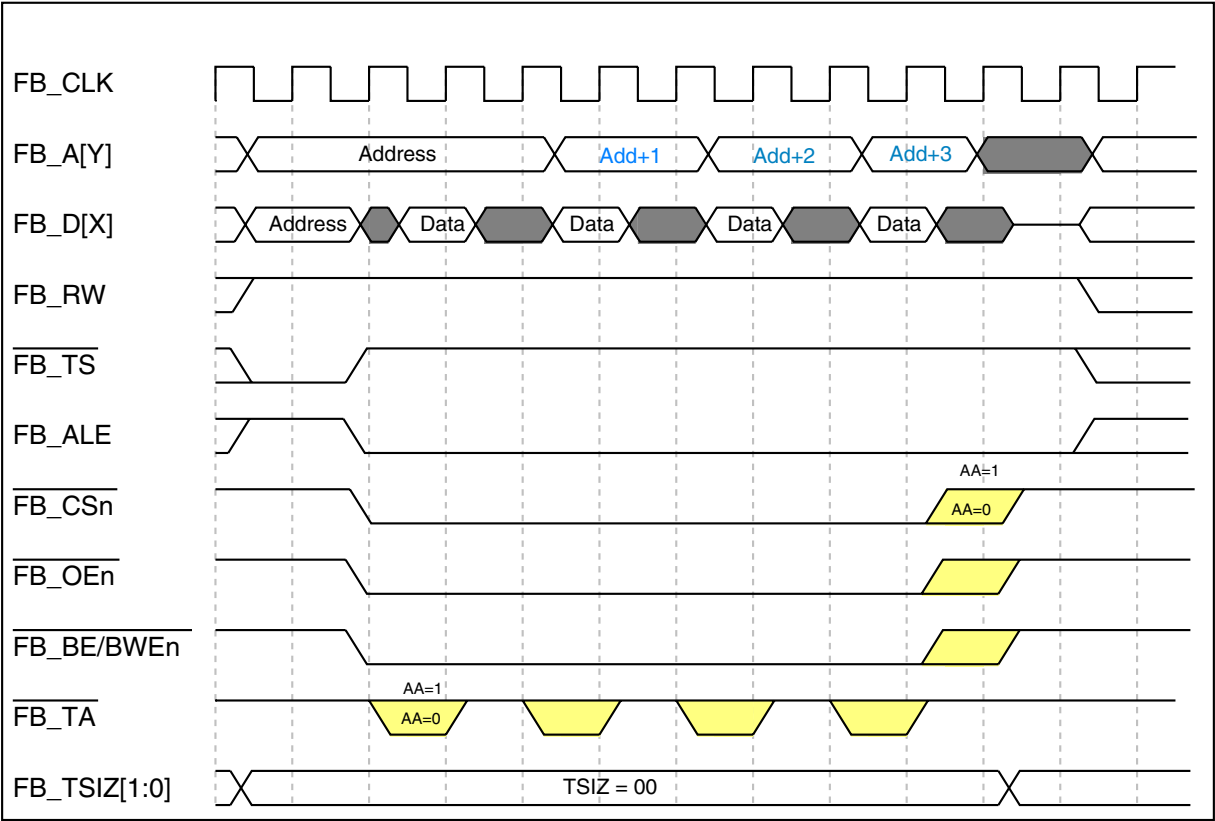 FB_CLK
FB_A[Y] Address Add+1 Add+2 Add+3
FB_D[X] Address Data Data Data Data
FB_RW
FB_TS
FB_ALE
AA=1
FB_CSn AA=0
FB_OEn
FB_BE/BWEn
AA=1
FB_TA AA=0
FB_TSIZ[1:0] TSIZ = 00